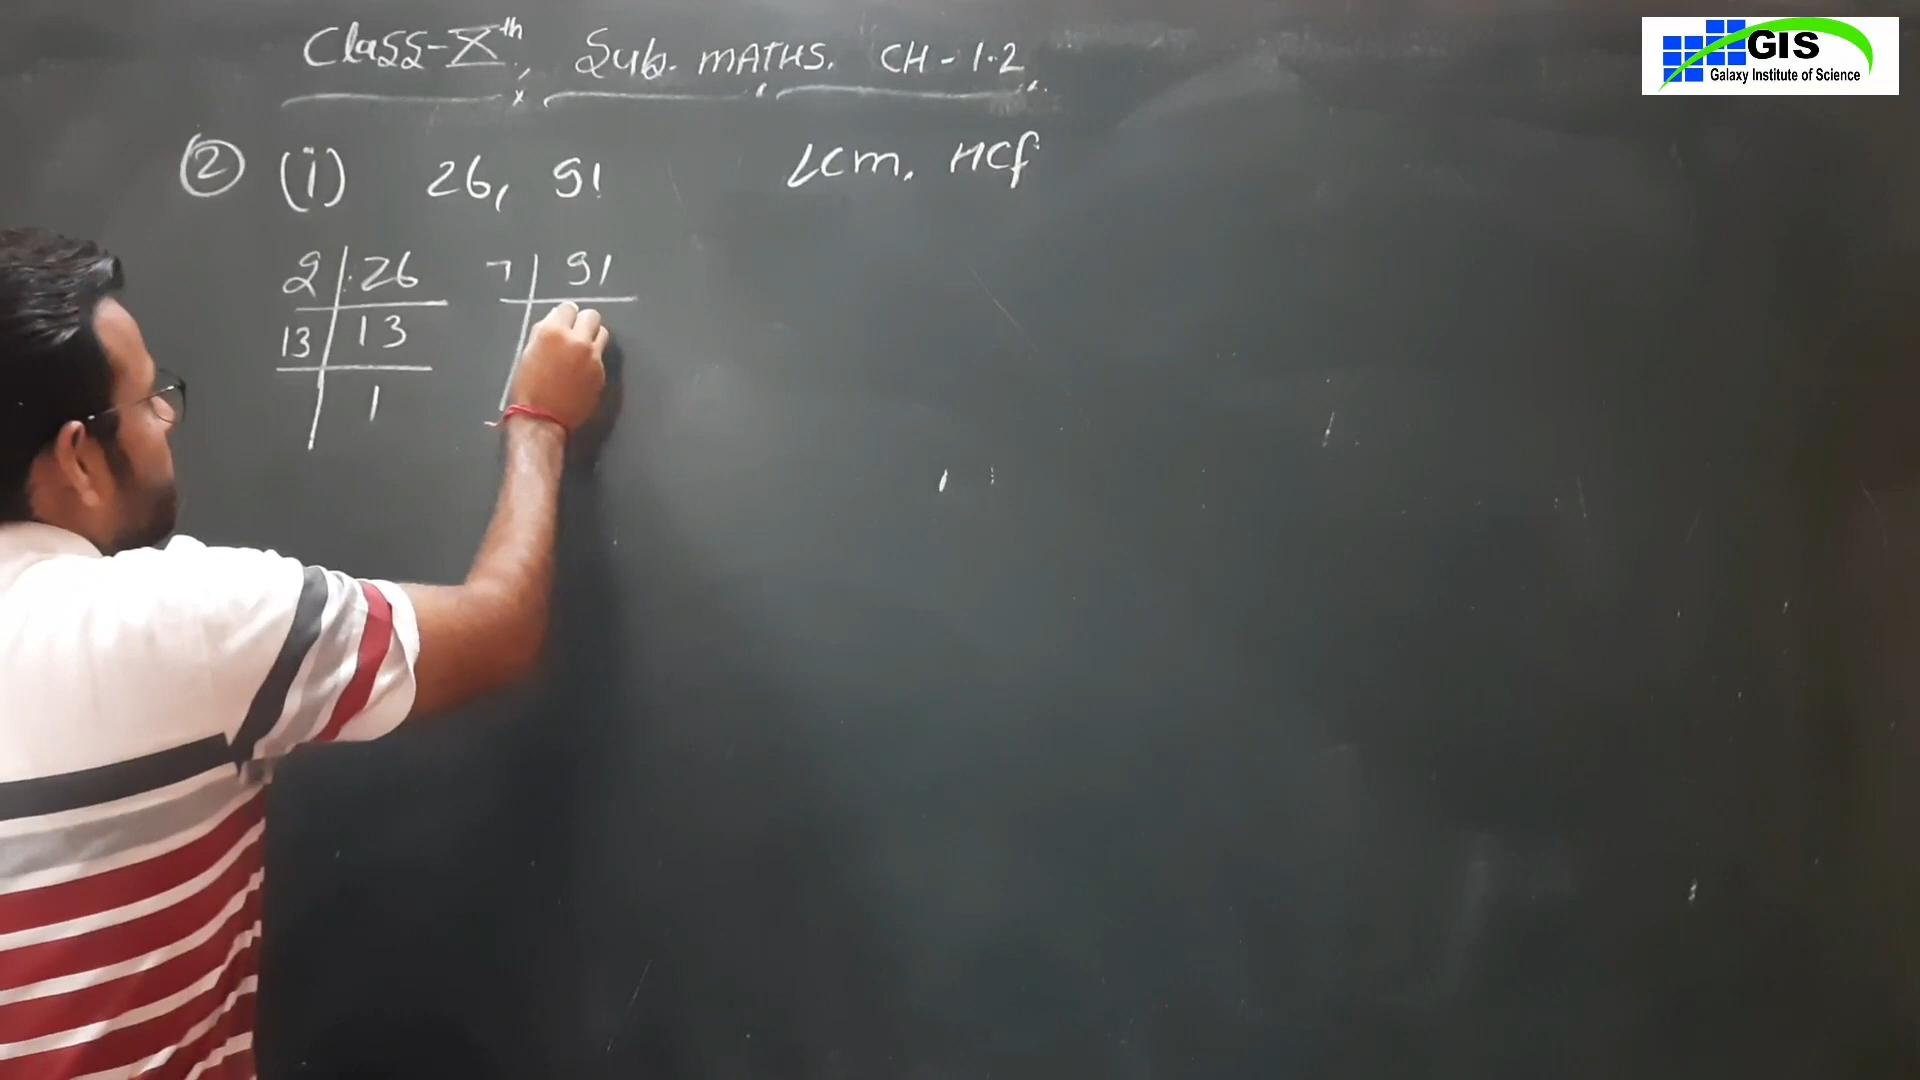 Class-Xth, Sub. MATHS. CH-1.2
GIS
Galaxy Institute of Science
② (i) 26, 91 LCM. HCf
2 | 26 7 | 91
13 | 13
1